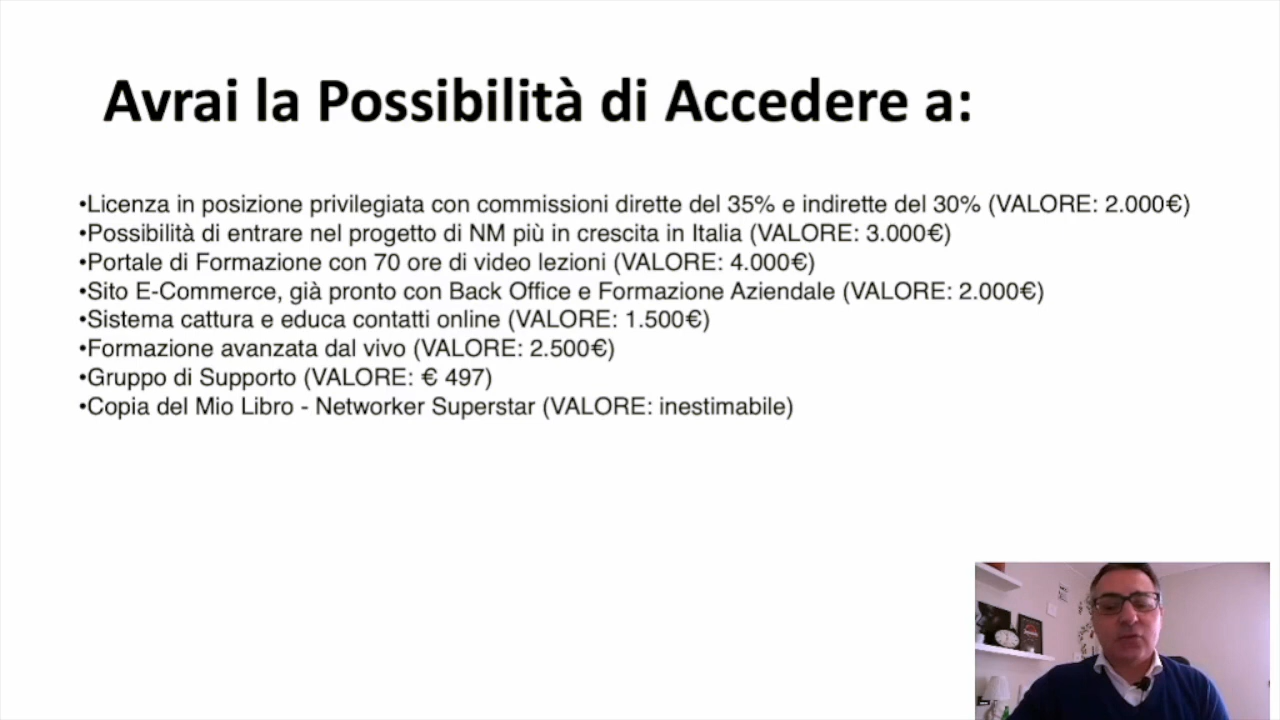 Avrai la Possibilità di Accedere a:
•Licenza in posizione privilegiata con commissioni dirette del 35% e indirette del 30% (VALORE: 2.000€)
•Possibilità di entrare nel progetto di NM più in crescita in Italia (VALORE: 3.000€)
•Portale di Formazione con 70 ore di video lezioni (VALORE: 4.000€)
•Sito E-Commerce, già pronto con Back Office e Formazione Aziendale (VALORE: 2.000€)
•Sistema cattura e educa contatti online (VALORE: 1.500€)
•Formazione avanzata dal vivo (VALORE: 2.500€)
•Gruppo di Supporto (VALORE: € 497)
•Copia del Mio Libro - Networker Superstar (VALORE: inestimabile)